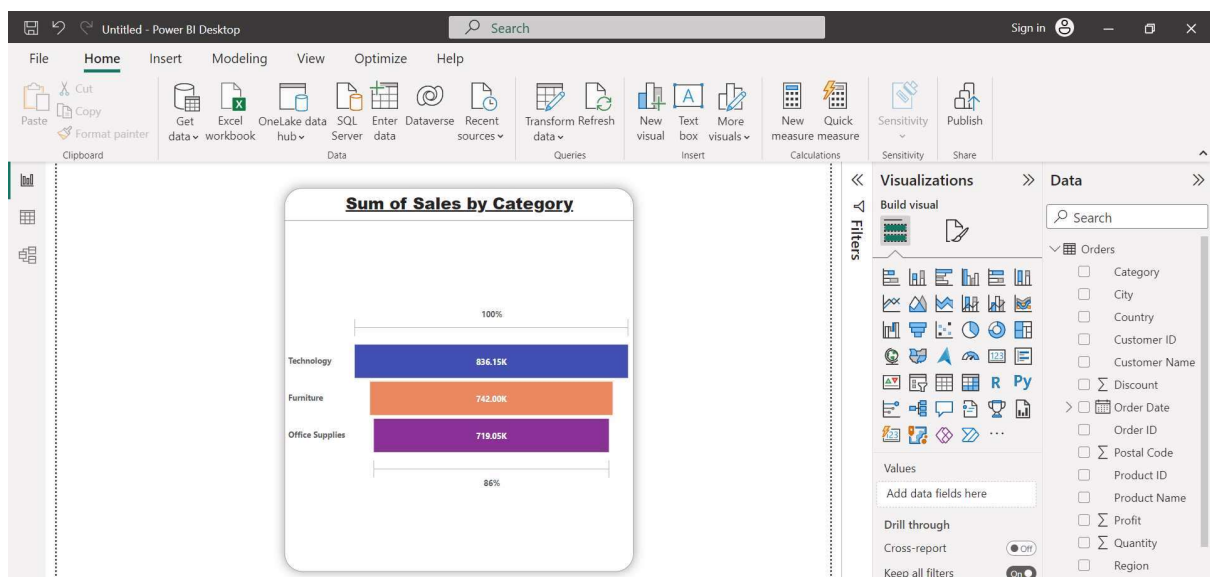 Untitled - Power BI Desktop
Search
Sign in
File Home Insert Modeling View Optimize Help
Paste
Cut
Copy
Format painter
Clipboard
Get data
Excel workbook
OneLake data hub
SQL Server
Enter data
Dataverse
Recent sources
Data
Transform data
Refresh
Queries
New visual
Text box
More visuals
Insert
New measure
Quick measure
Calculations
Sensitivity
Sensitivity
Publish
Share
Sum of Sales by Category
100%
Technology 836.15K
Furniture 742.00K
Office Supplies 719.05K
86%
Filters
Visualizations
Build visual
123
R Py
123
Values
Add data fields here
Drill through
Cross-report Off
Keep all filters On
Data
Search
Orders
Category
City
Country
Customer ID
Customer Name
Discount
Order Date
Order ID
Postal Code
Product ID
Product Name
Profit
Quantity
Region